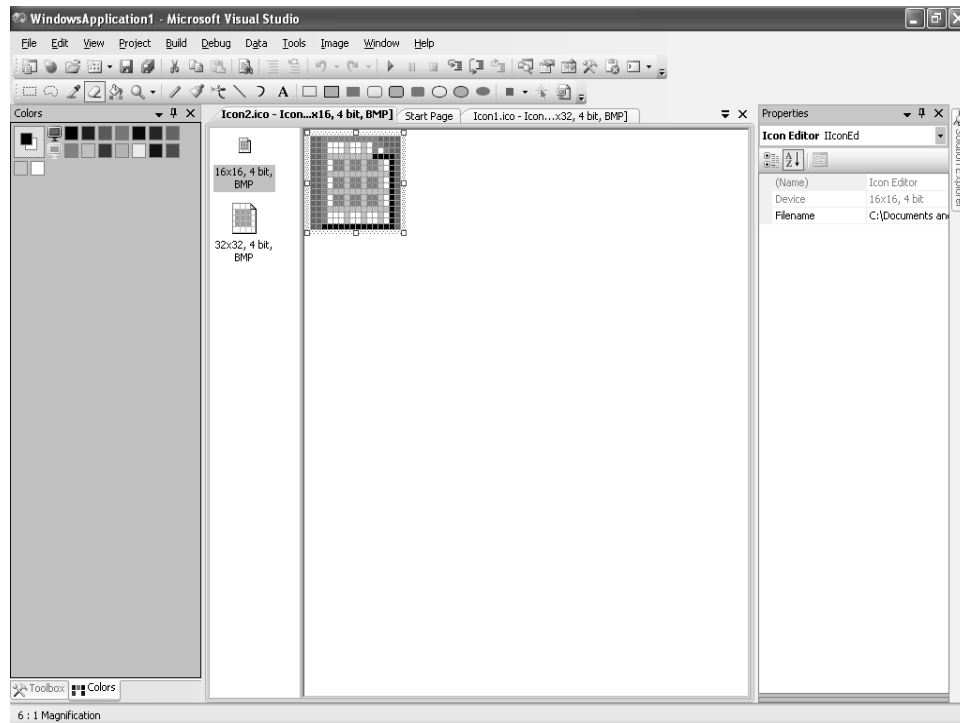 WindowsApplication1 - Microsoft Visual Studio
File Edit View Project Build Debug Data Tools Image Window Help
A
Colors
Icon2.ico - Icon...x16, 4 bit, BMP]
Start Page
Icon1.ico - Icon...x32, 4 bit, BMP]
Properties
16x16, 4 bit,
BMP
32x32, 4 bit,
BMP
Icon Editor IIconEd
(Name) Icon Editor
Device 16x16, 4 bit
Filename C:\Documents an
Solution Explorer
Toolbox Colors
6 : 1 Magnification